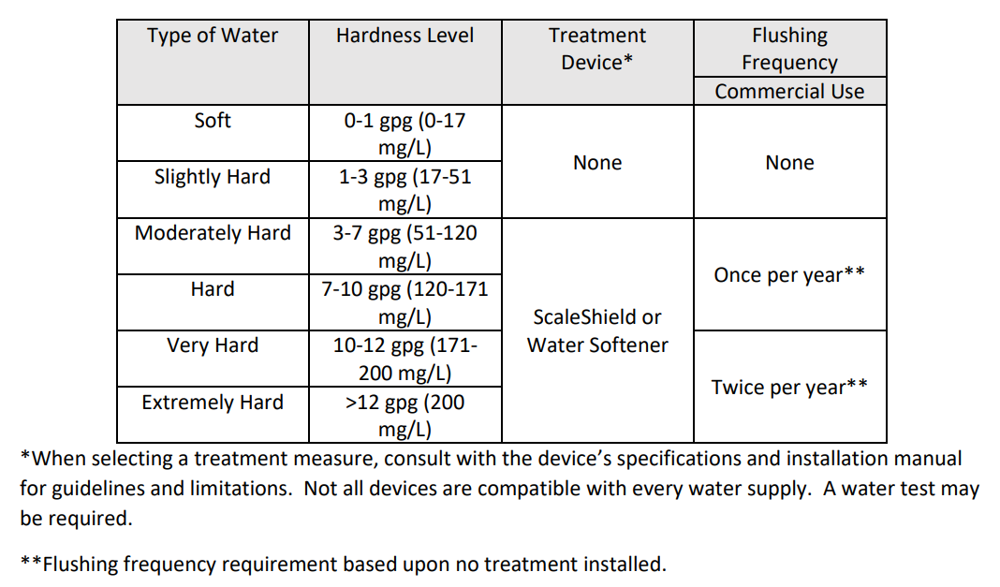 Type of Water
Hardness Level
Treatment
Device*
Flushing
Frequency
Commercial Use
Soft
0-1 gpg (0-17
mg/L)
None
None
Slightly Hard
1-3 gpg (17-51
mg/L)
Moderately Hard
3-7 gpg (51-120
mg/L)
ScaleShield or
Water Softener
Once per year**
Hard
7-10 gpg (120-171
mg/L)
Very Hard
10-12 gpg (171-
200 mg/L)
Twice per year**
Extremely Hard
>12 gpg (200
mg/L)
*When selecting a treatment measure, consult with the device’s specifications and installation manual
for guidelines and limitations.  Not all devices are compatible with every water supply.  A water test may
be required.
**Flushing frequency requirement based upon no treatment installed.